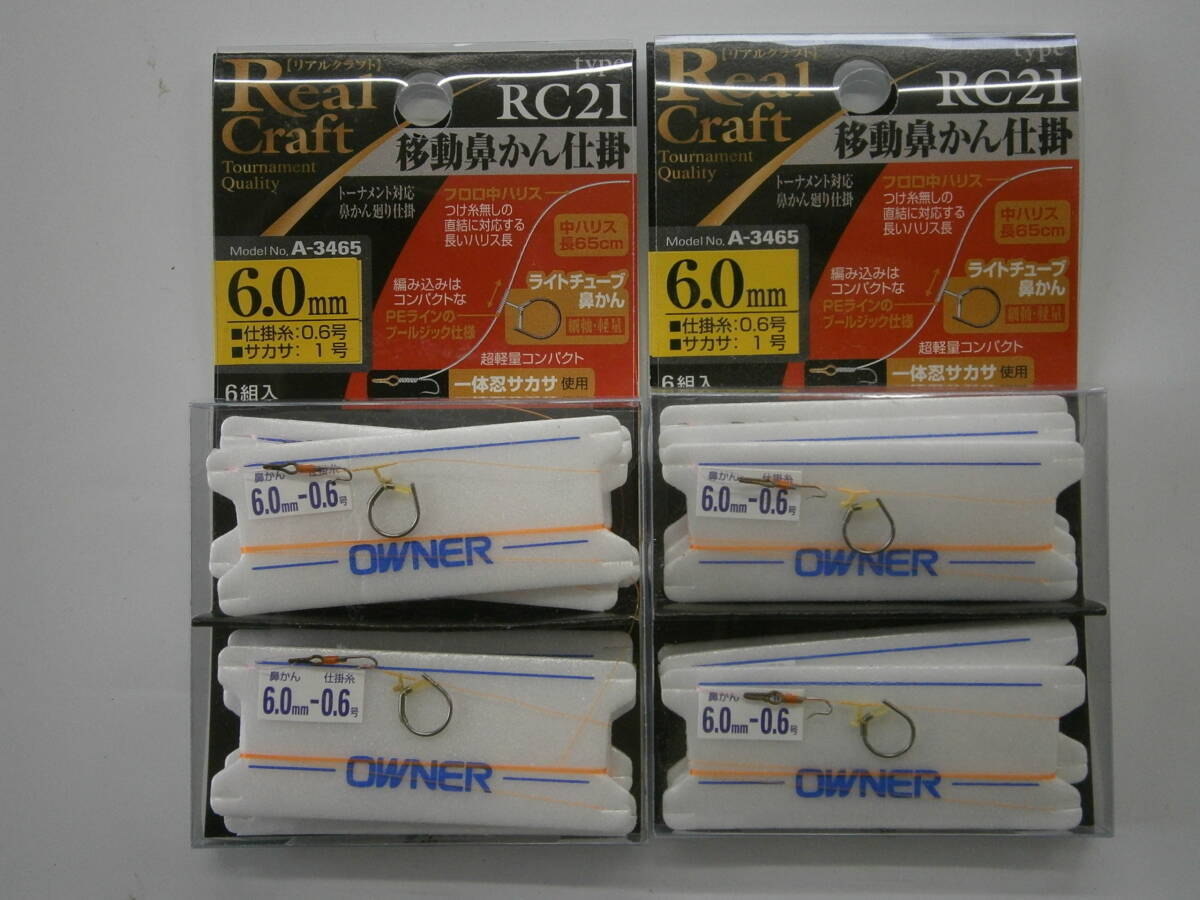 Real
【リアルクラフト】
Craft
Tournament
Quality
type
RC21
移動鼻かん仕掛
トーナメント対応
鼻かん廻り仕掛
フロロ中ハリス
つけ糸無しの
直結に対応する
長いハリス長
中ハリス
長65cm
Model No. A-3465
6.0mm
■仕掛糸:0.6号
■サカサ:1号
6組入
編み込みは
コンパクトな
PEラインの
ブールジック仕様
ライトチューブ
鼻かん
超軽量コンパクト
一体忍サカサ使用
鼻かん 仕掛糸
6.0mm-0.6号
OWNER
鼻かん 仕掛糸
6.0mm-0.6号
OWNER
Real
【リアルクラフト】
Craft
Tournament
Quality
type
RC21
移動鼻かん仕掛
トーナメント対応
鼻かん廻り仕掛
フロロ中ハリス
つけ糸無しの
直結に対応する
長いハリス長
中ハリス
長65cm
Model No. A-3465
6.0mm
■仕掛糸:0.6号
■サカサ:1号
6組入
編み込みは
コンパクトな
PEラインの
ブールジック仕様
ライトチューブ
鼻かん
超軽量コンパクト
一体忍サカサ使用
鼻かん 仕掛糸
6.0mm-0.6号
OWNER
鼻かん
6.0mm-0.6号
OWNER